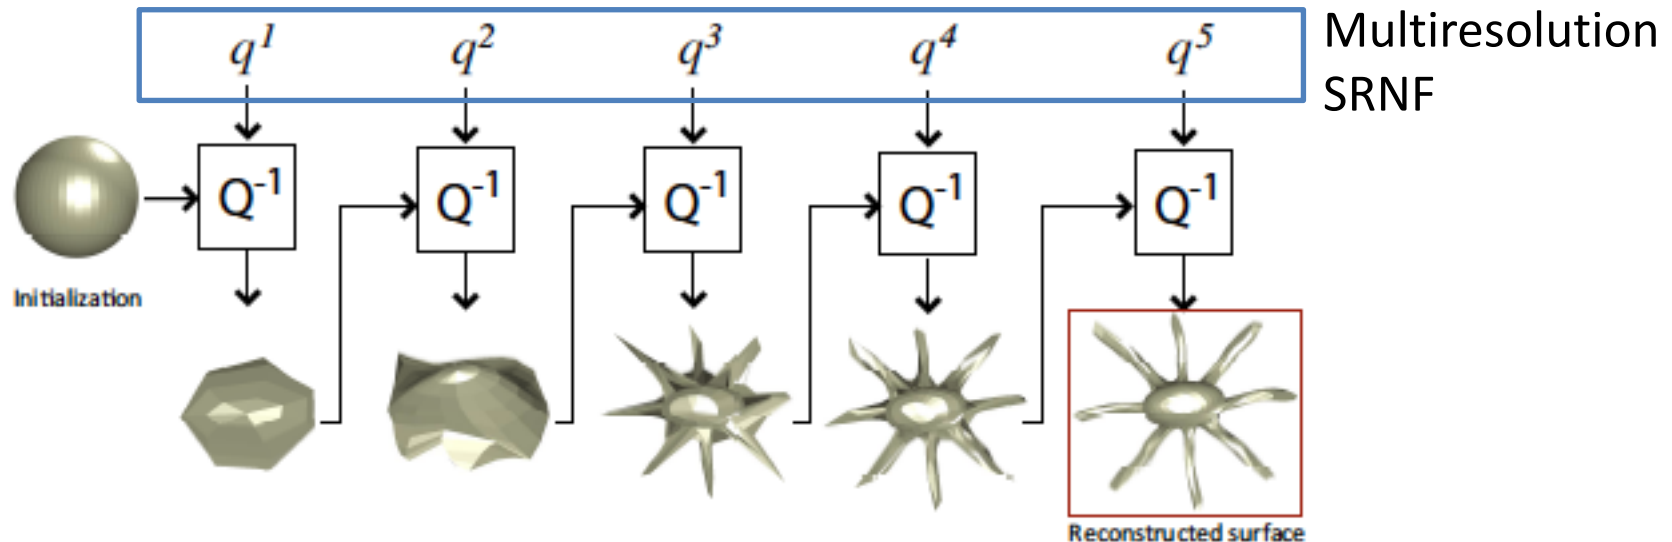 q¹ q² q³ q⁴ q⁵
Multiresolution
SRNF
Q⁻¹ Q⁻¹ Q⁻¹ Q⁻¹ Q⁻¹
Initialization
Reconstructed surface